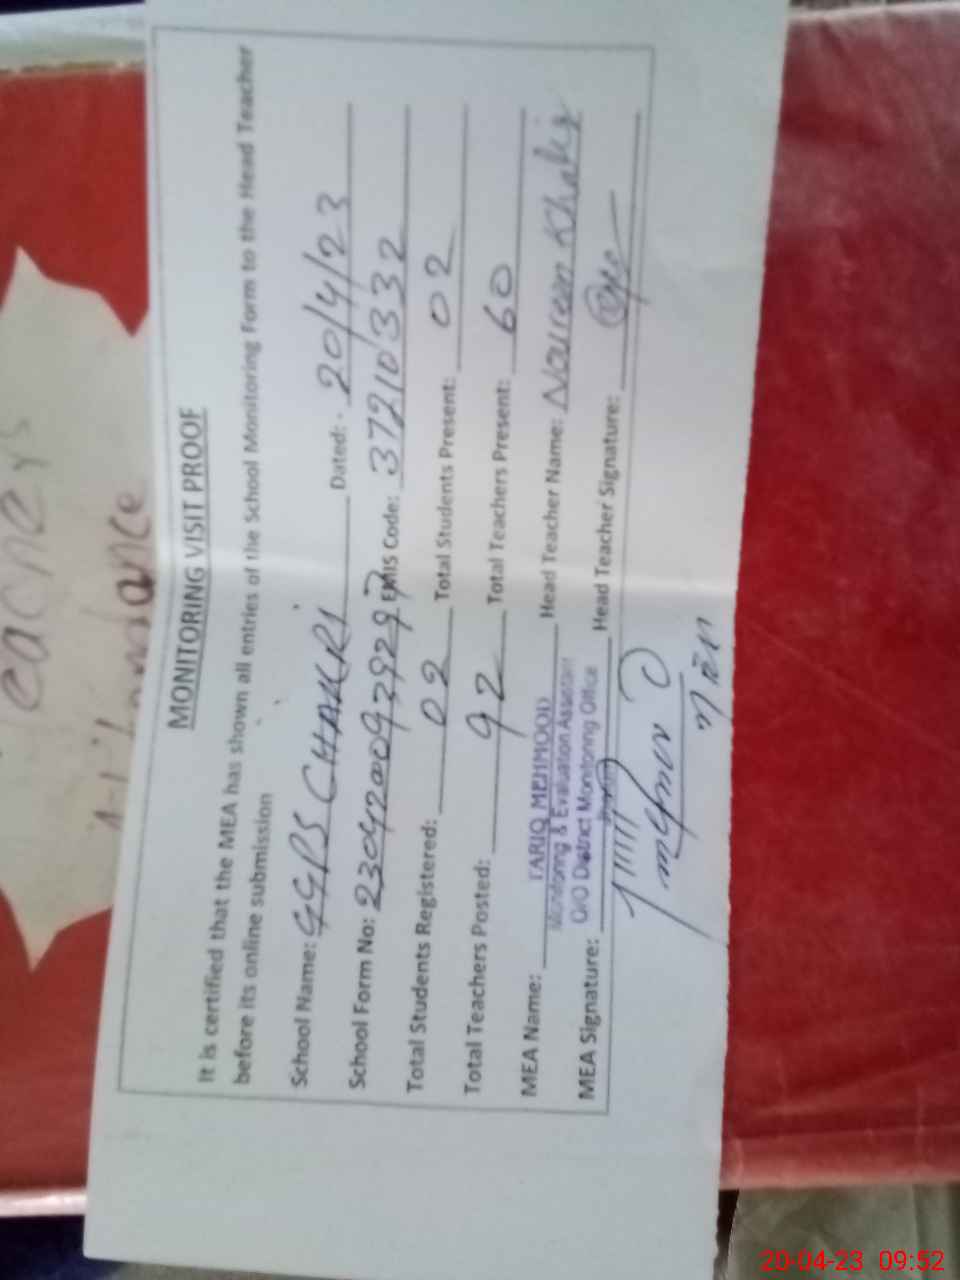 eachers
MONITORING VISIT PROOF
It is certified that the MEA has shown all entries of the School Monitoring Form to the Head Teacher
before its online submission
School Name: GGPS CHAKRI Dated: - 20/4/23
School Form No: EMIS Code: 37210332
Total Students Registered: 02 Total Students Present: 02
Total Teachers Posted: 92 Total Teachers Present: 60
MEA Name: TARIQ MEHMOOD Head Teacher Name: Noureen Khaki
Monitoring & Evaluation Assistant
O/O District Monitoring Office
MEA Signature: Head Teacher Signature:
20-04-23 09:52